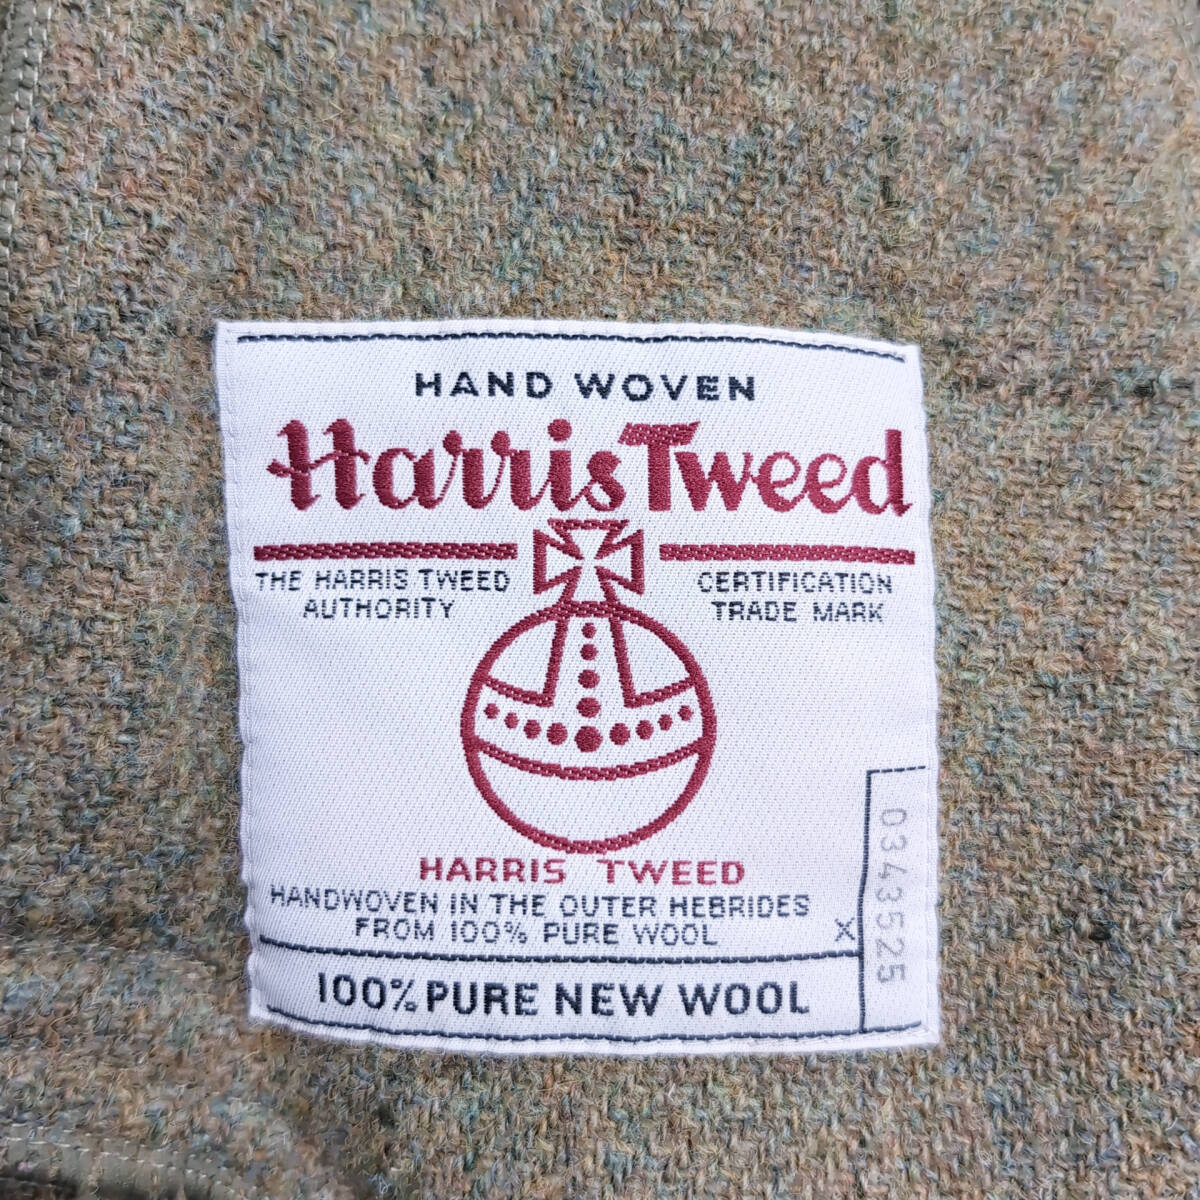 HAND WOVEN
Harris Tweed
THE HARRIS TWEED
AUTHORITY
CERTIFICATION
TRADE MARK
HARRIS TWEED
HANDWOVEN IN THE OUTER HEBRIDES
FROM 100% PURE WOOL
X
03435525
100% PURE NEW WOOL